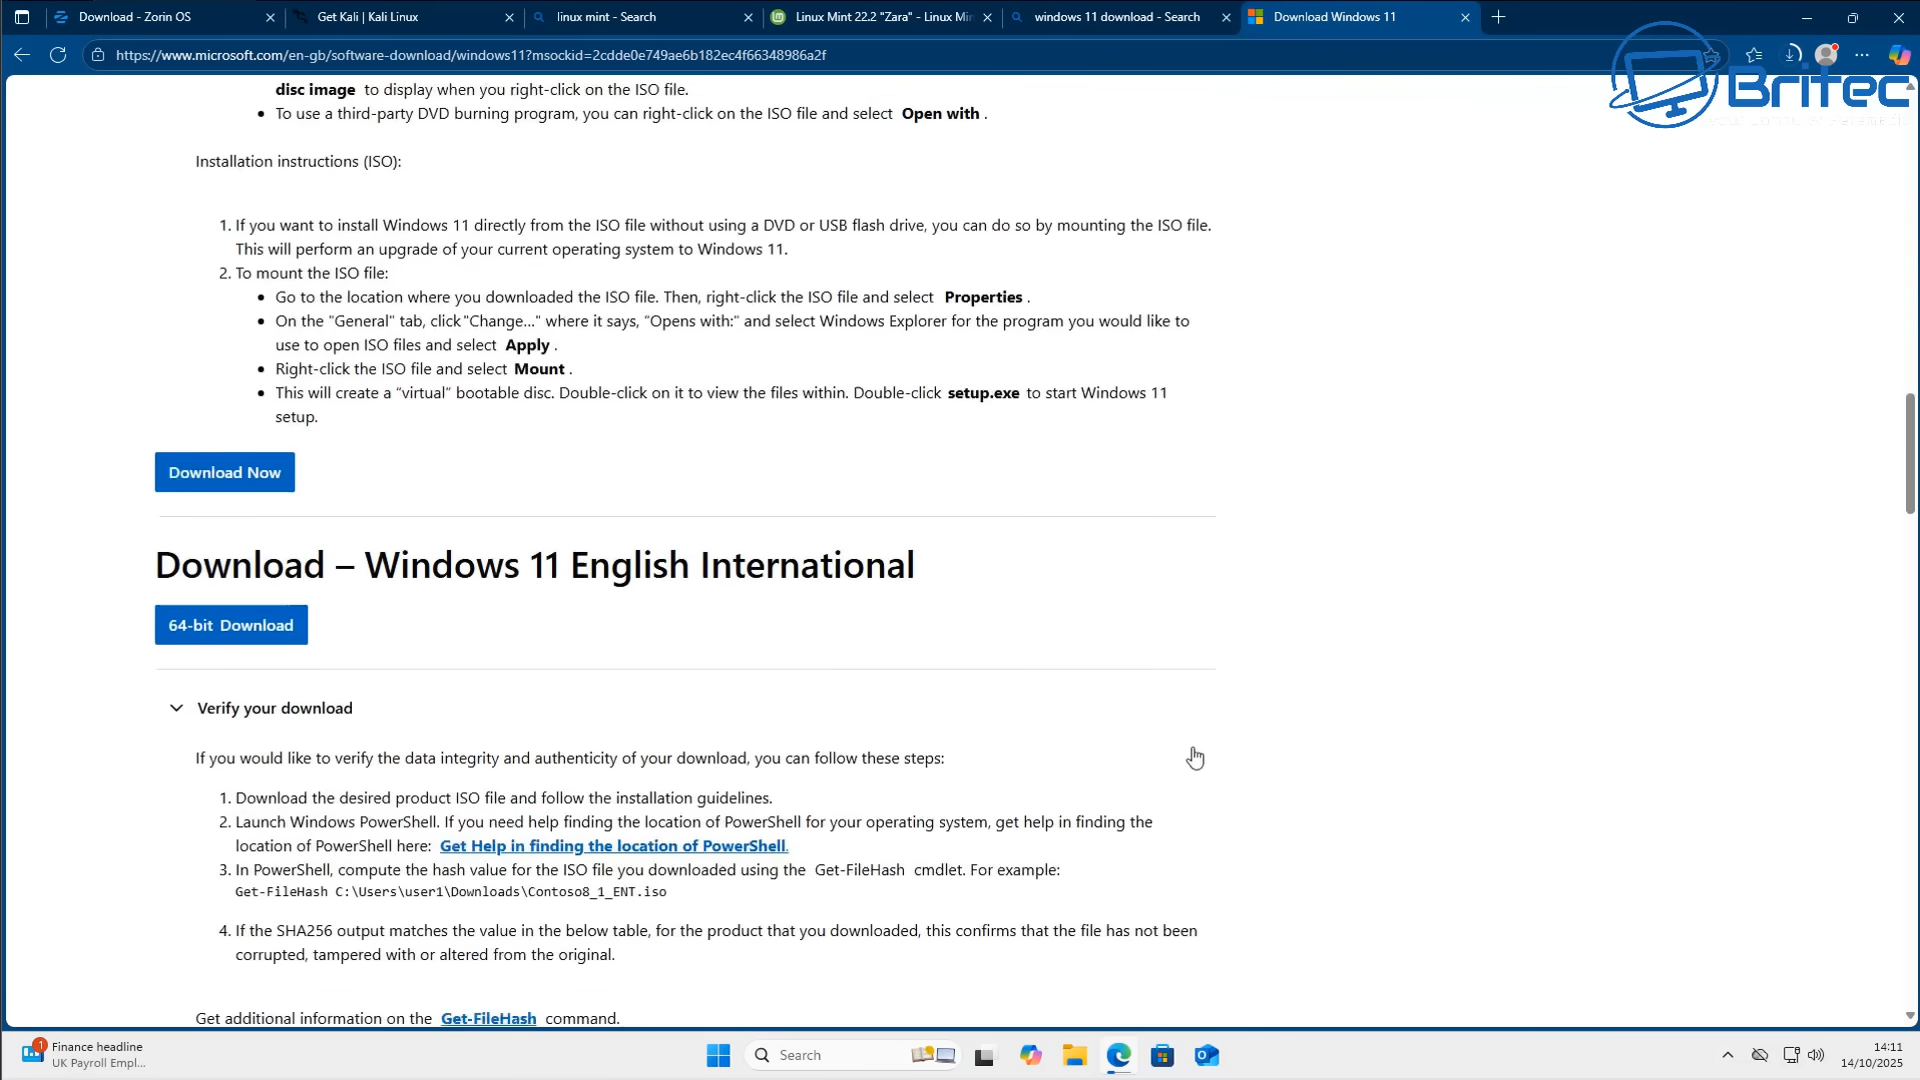 Download - Zorin OS
Get Kali | Kali Linux
linux mint - Search
Linux Mint 22.2 "Zara" - Linux Min
windows 11 download - Search
Download Windows 11
https://www.microsoft.com/en-gb/software-download/windows11?msockid=2cdde0e749ae6b182ec4f66348986a2f
Britec
disc image to display when you right-click on the ISO file.
• To use a third-party DVD burning program, you can right-click on the ISO file and select Open with .
Installation instructions (ISO):
1. If you want to install Windows 11 directly from the ISO file without using a DVD or USB flash drive, you can do so by mounting the ISO file.
This will perform an upgrade of your current operating system to Windows 11.
2. To mount the ISO file:
• Go to the location where you downloaded the ISO file. Then, right-click the ISO file and select Properties .
• On the "General" tab, click "Change…" where it says, "Opens with:" and select Windows Explorer for the program you would like to
use to open ISO files and select Apply .
• Right-click the ISO file and select Mount .
• This will create a “virtual” bootable disc. Double-click on it to view the files within. Double-click setup.exe to start Windows 11
setup.
Download Now
Download – Windows 11 English International
64-bit Download
Verify your download
If you would like to verify the data integrity and authenticity of your download, you can follow these steps:
1. Download the desired product ISO file and follow the installation guidelines.
2. Launch Windows PowerShell. If you need help finding the location of PowerShell for your operating system, get help in finding the
location of PowerShell here: Get Help in finding the location of PowerShell.
3. In PowerShell, compute the hash value for the ISO file you downloaded using the Get-FileHash cmdlet. For example:
Get-FileHash C:\Users\user1\Downloads\Contoso8_1_ENT.iso
4. If the SHA256 output matches the value in the below table, for the product that you downloaded, this confirms that the file has not been
corrupted, tampered with or altered from the original.
Get additional information on the Get-FileHash command.
1
Finance headline
UK Payroll Empl...
Search
14:11
14/10/2025